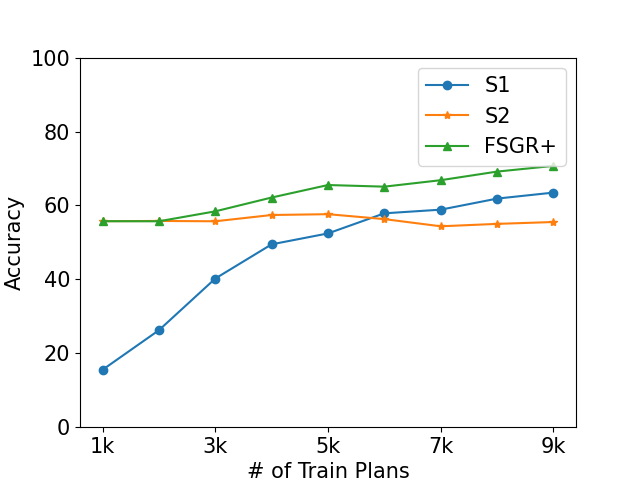 100
80
60
40
20
0
Accuracy
S1
S2
FSGR+
1k 3k 5k 7k 9k
# of Train Plans